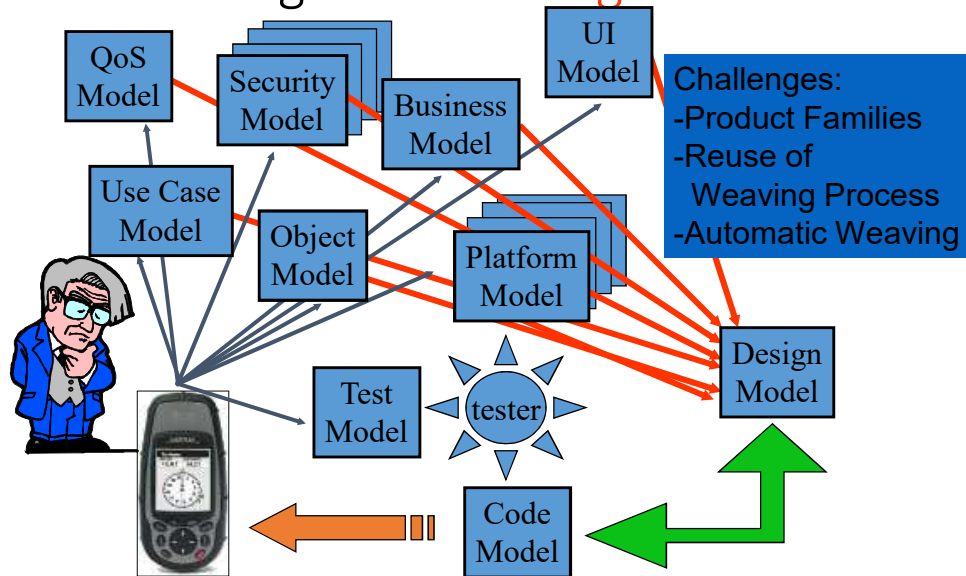 QoS
Model
Security
Model
Business
Model
UI
Model
Challenges:
-Product Families
-Reuse of
Weaving Process
-Automatic Weaving
Use Case
Model
Object
Model
Platform
Model
Design
Model
Test
Model
tester
Code
Model